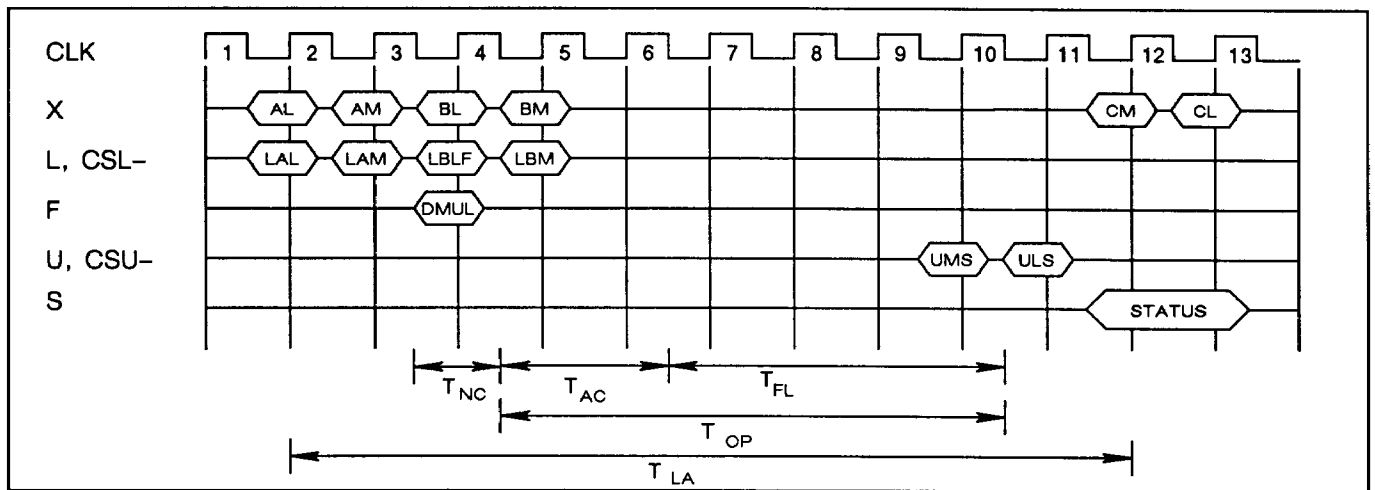 CLK 1 2 3 4 5 6 7 8 9 10 11 12 13
X AL AM BL BM CM CL
L, CSL– LAL LAM LBLF LBM
F DMUL
U, CSU– UMS ULS
S STATUS
T NC T AC T FL
T OP
T LA